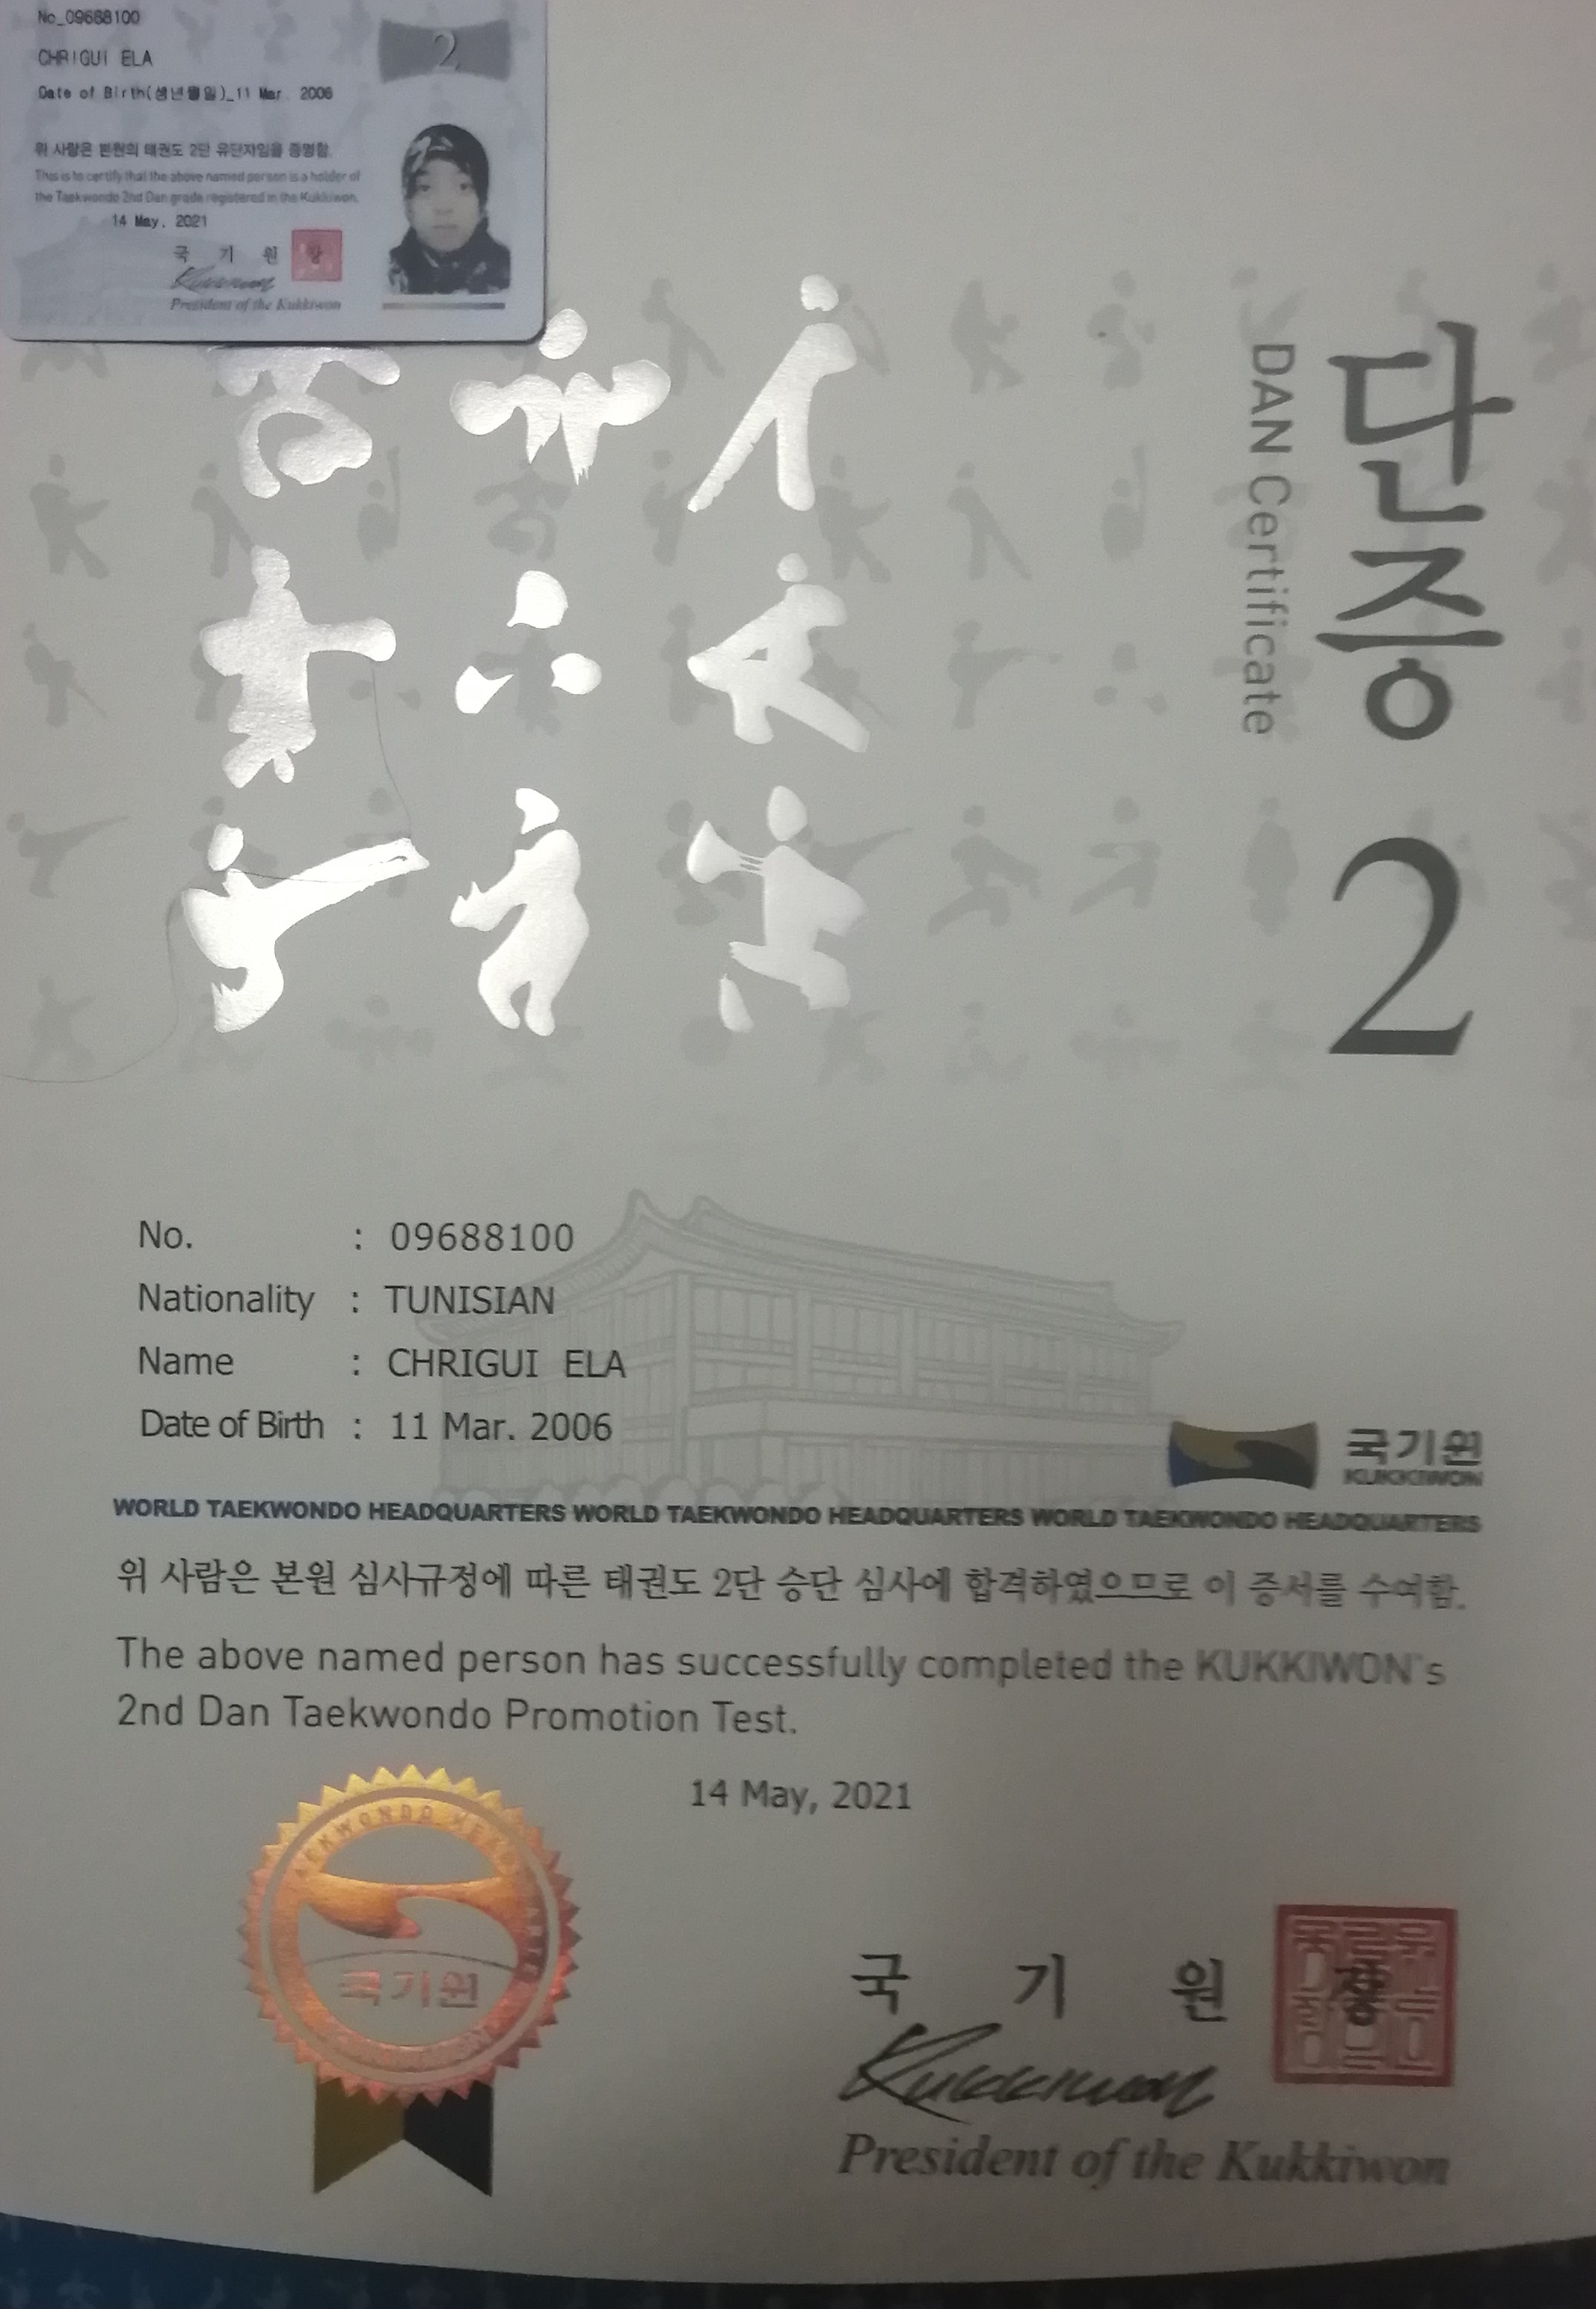 No_09688100
CHRIGUI ELA
Date of Birth(생년월일)_11 Mar. 2006
위 사람은 본원의 태권도 2단 유단자임을 증명함.
This is to certify that the above named person is a holder of
the Taekwondo 2nd Dan grade registered in the Kukkiwon.
14 May. 2021
국 기 원
Kukkiwon
President of the Kukkiwon
2
단증 2
DAN Certificate
No. : 09688100
Nationality : TUNISIAN
Name : CHRIGUI ELA
Date of Birth : 11 Mar. 2006
국기원
KUKKIWON
WORLD TAEKWONDO HEADQUARTERS WORLD TAEKWONDO HEADQUARTERS WORLD TAEKWONDO HEADQUARTERS
위 사람은 본원 심사규정에 따른 태권도 2단 승단 심사에 합격하였으므로 이 증서를 수여함.
The above named person has successfully completed the KUKKIWON's
2nd Dan Taekwondo Promotion Test.
14 May, 2021
국기원
국 기 원
Kukkiwon
President of the Kukkiwon